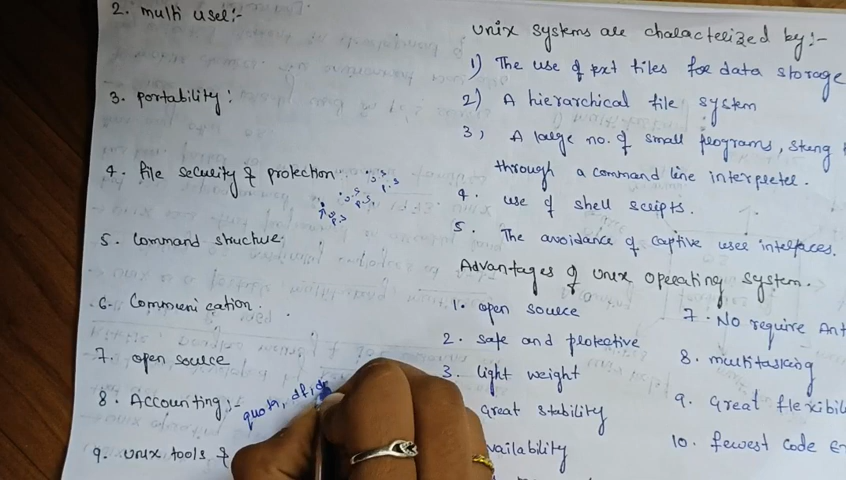 2. multi user:-
3. portability:
4. file security & protection
5. Command structure
6. Communication.
7. open source
8. Accounting:- quota, df, d
9. Unix tools &
Unix systems are characterized by:-
1) The use of text files for data storage
2) A hierarchical file system
3, A large no. of small programs,
through a command line interpreter.
4. use of shell scripts.
5. The avoidance of captive user interfaces.
Advantages of Unix Operating System.
1. open source
2. safe and protective
3. light weight
great stability
vailability
7. No require Ant
8. multitasking
9. Great flexibil
10. fewest code